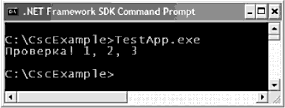 .NET Framework SDK Command Prompt
C:\CscExample>TestApp.exe
Проверка! 1, 2, 3
C:\CscExample>